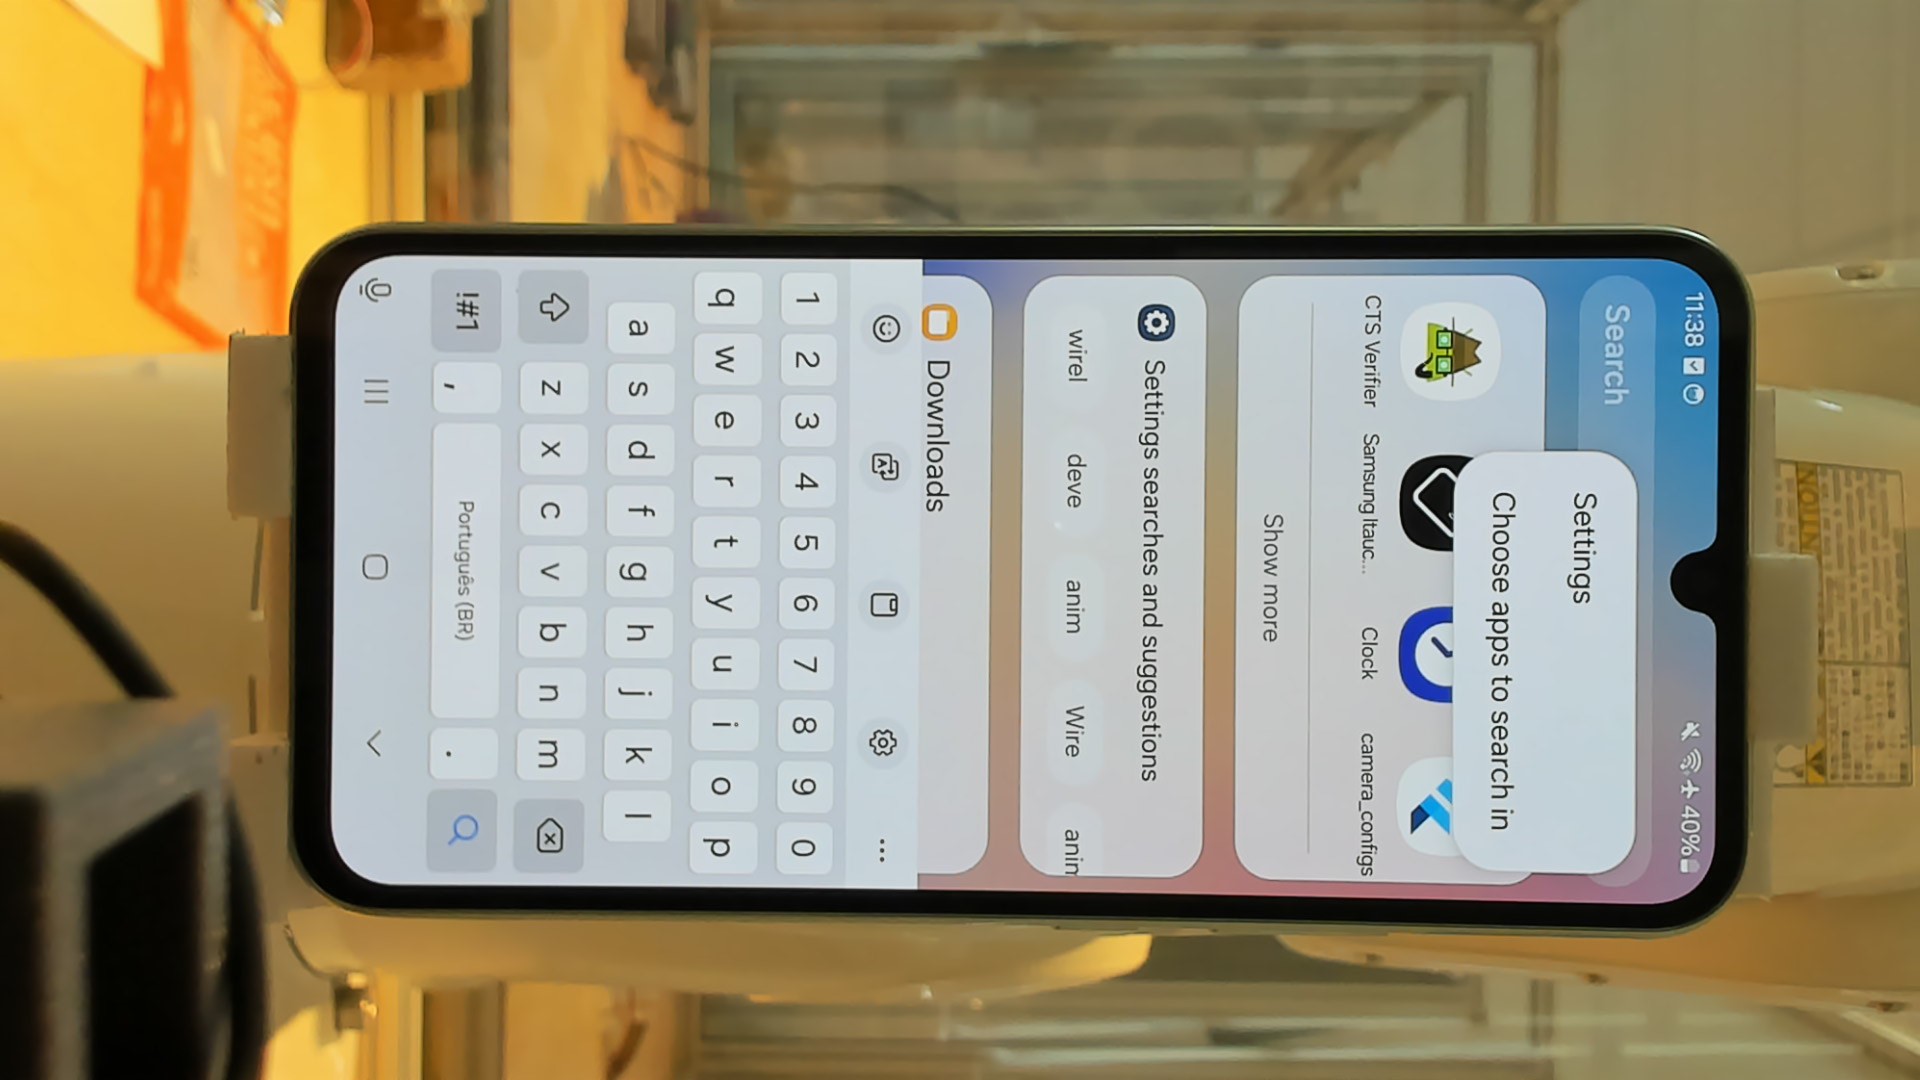 11:38 40%
Search
Settings
Choose apps to search in
CTS Verifier Samsung Itauc... Clock camera_configs
Show more
Settings searches and suggestions
wirel deve anim Wire anim
Downloads
1 2 3 4 5 6 7 8 9 0
q w e r t y u i o p
a s d f g h j k l
z x c v b n m
!#1 , Português (BR) .